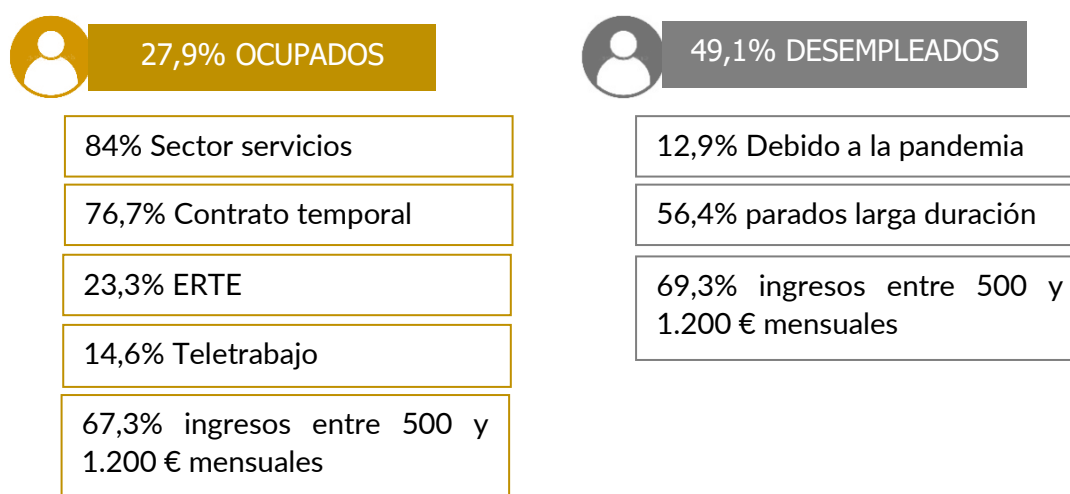 27,9% OCUPADOS
84% Sector servicios
76,7% Contrato temporal
23,3% ERTE
14,6% Teletrabajo
67,3% ingresos entre 500 y
1.200 € mensuales
49,1% DESEMPLEADOS
12,9% Debido a la pandemia
56,4% parados larga duración
69,3% ingresos entre 500 y
1.200 € mensuales